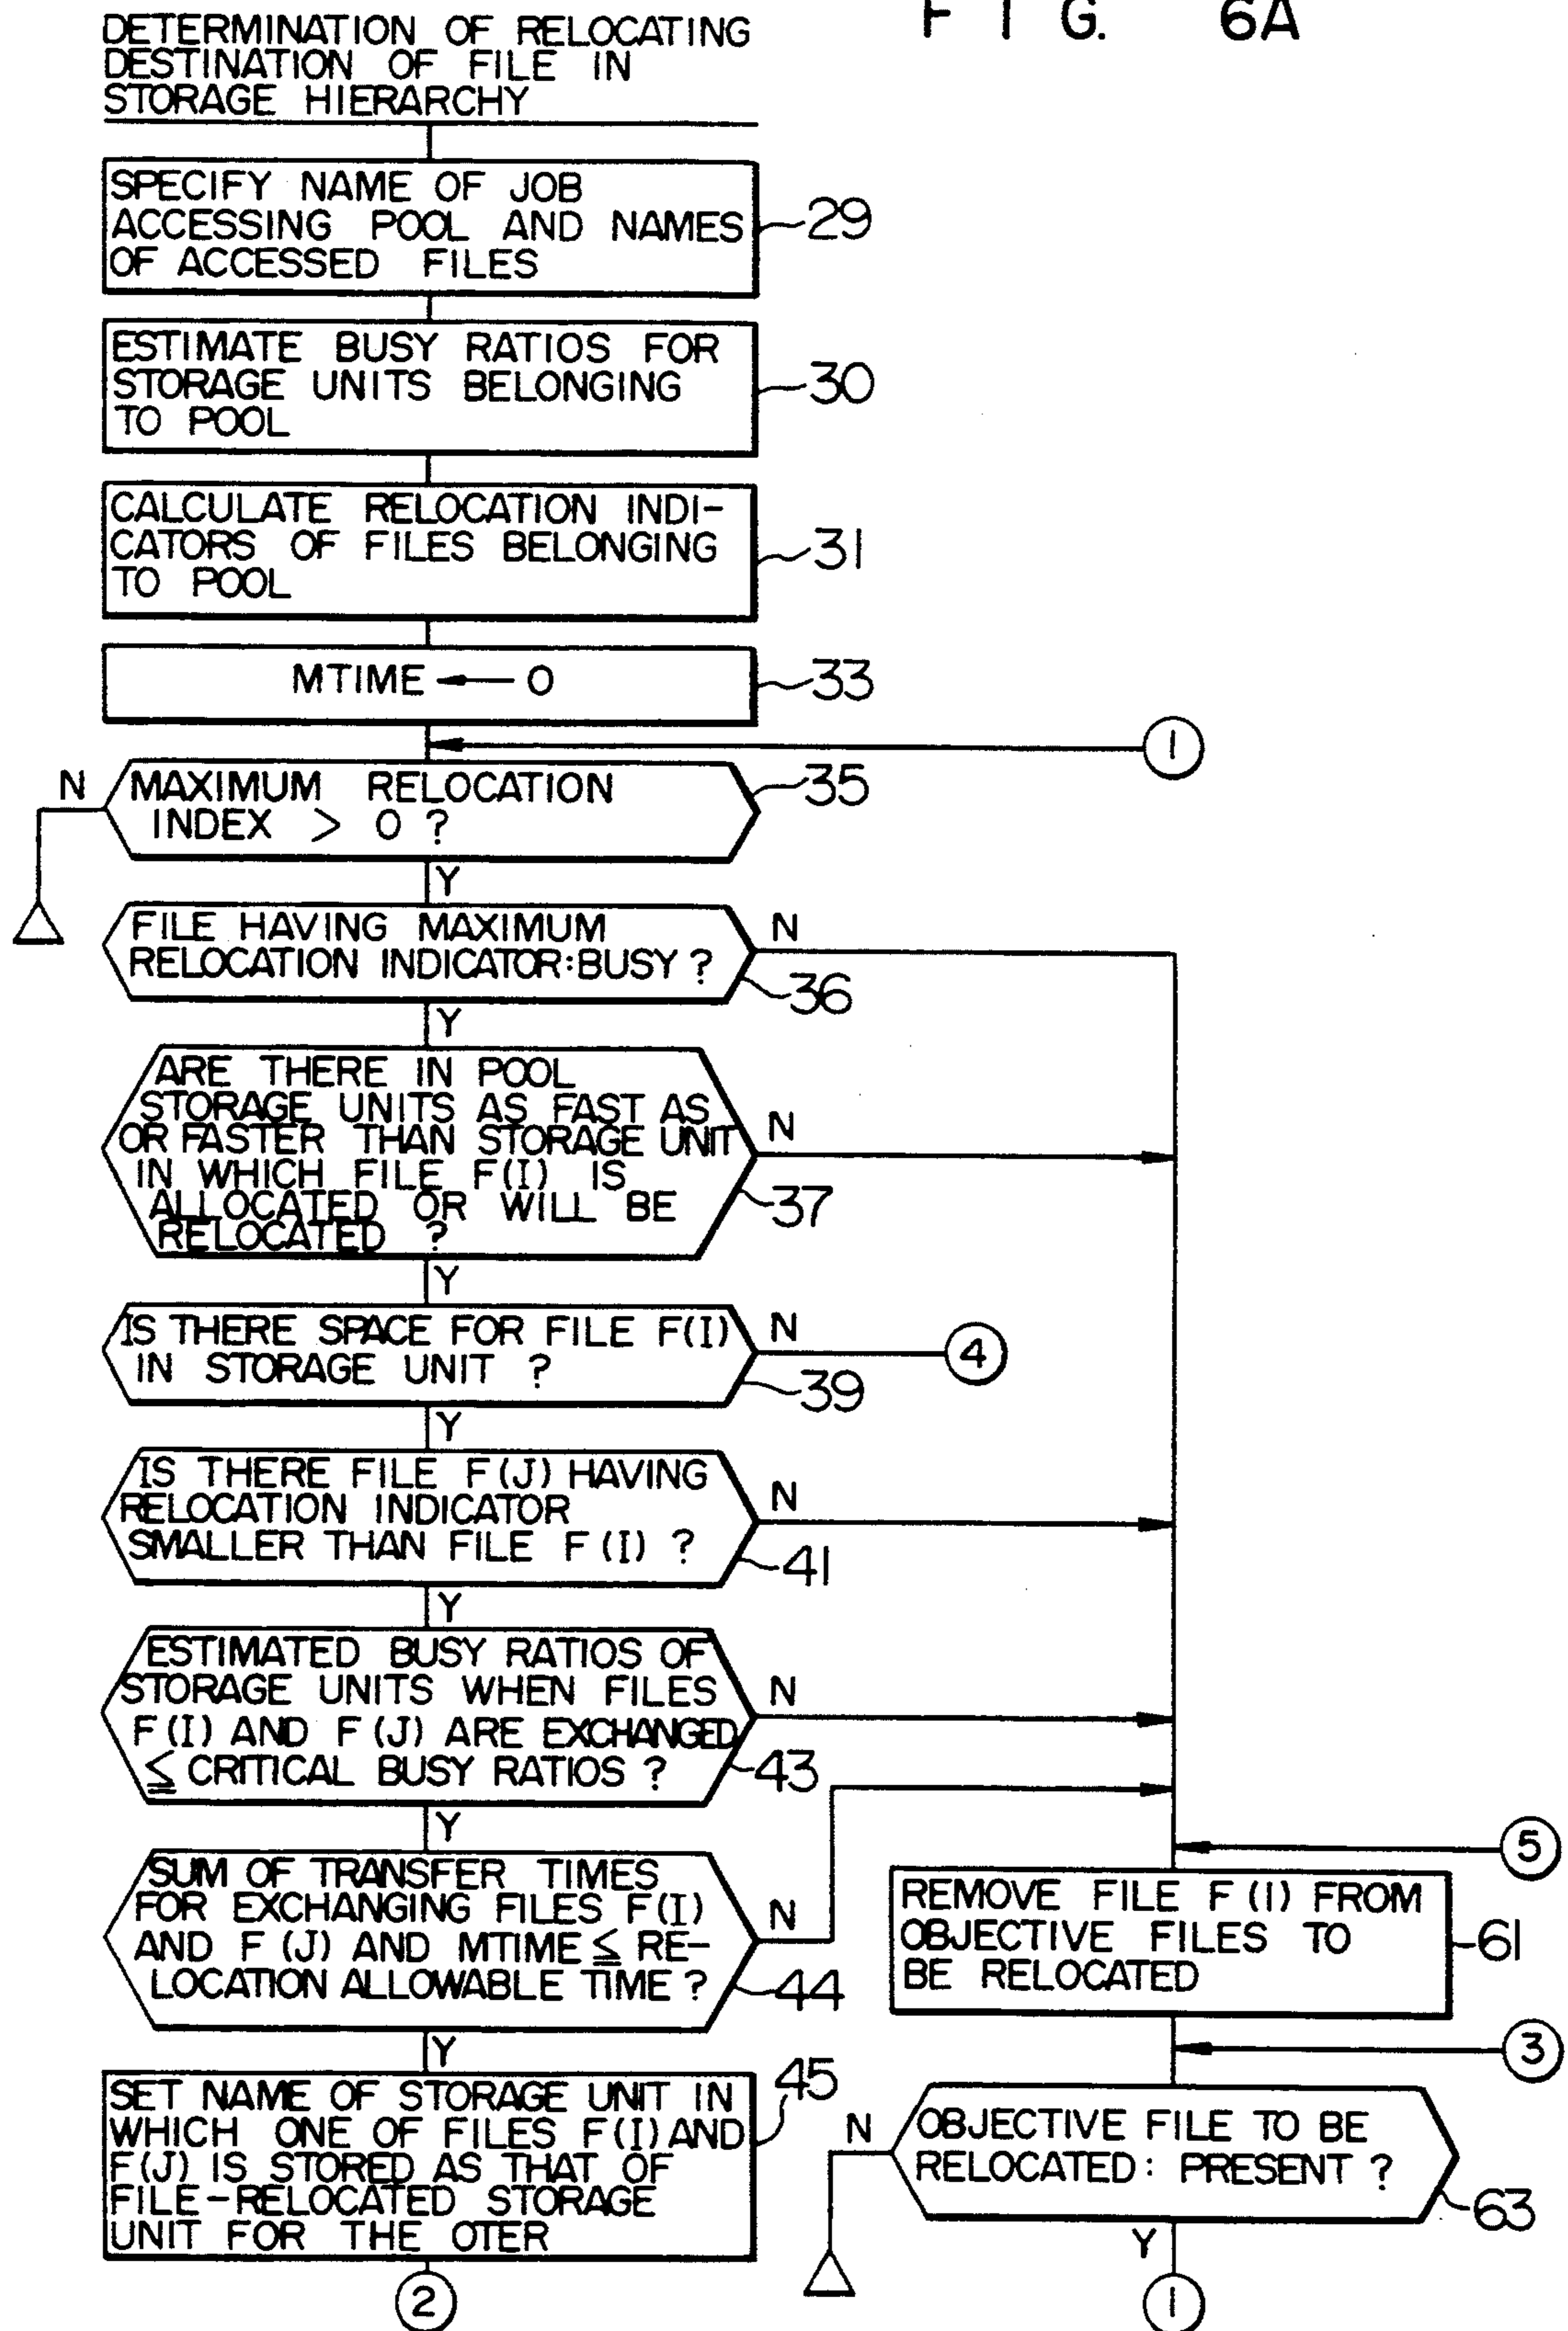 FIG. 6A
DETERMINATION OF RELOCATING
DESTINATION OF FILE IN
STORAGE HIERARCHY
SPECIFY NAME OF JOB
ACCESSING POOL AND NAMES
OF ACCESSED FILES
29
ESTIMATE BUSY RATIOS FOR
STORAGE UNITS BELONGING
TO POOL
30
CALCULATE RELOCATION INDI-
CATORS OF FILES BELONGING
TO POOL
31
MTIME ← 0
33
1
N
MAXIMUM RELOCATION
INDEX > 0 ?
35
Y
FILE HAVING MAXIMUM
RELOCATION INDICATOR:BUSY ?
N
36
Y
ARE THERE IN POOL
STORAGE UNITS AS FAST AS
OR FASTER THAN STORAGE UNIT
IN WHICH FILE F(I) IS
ALLOCATED OR WILL BE
RELOCATED ?
N
37
Y
IS THERE SPACE FOR FILE F(I)
IN STORAGE UNIT ?
N
4
39
Y
IS THERE FILE F(J) HAVING
RELOCATION INDICATOR
SMALLER THAN FILE F(I) ?
N
41
Y
ESTIMATED BUSY RATIOS OF
STORAGE UNITS WHEN FILES
F(I) AND F(J) ARE EXCHANGED
≦ CRITICAL BUSY RATIOS ?
N
43
Y
SUM OF TRANSFER TIMES
FOR EXCHANGING FILES F(I)
AND F(J) AND MTIME ≦ RE-
LOCATION ALLOWABLE TIME ?
N
44
Y
SET NAME OF STORAGE UNIT IN
WHICH ONE OF FILES F(I) AND
F(J) IS STORED AS THAT OF
FILE-RELOCATED STORAGE
UNIT FOR THE OTER
45
2
5
REMOVE FILE F(I) FROM
OBJECTIVE FILES TO
BE RELOCATED
61
3
N
OBJECTIVE FILE TO BE
RELOCATED: PRESENT ?
63
Y
1